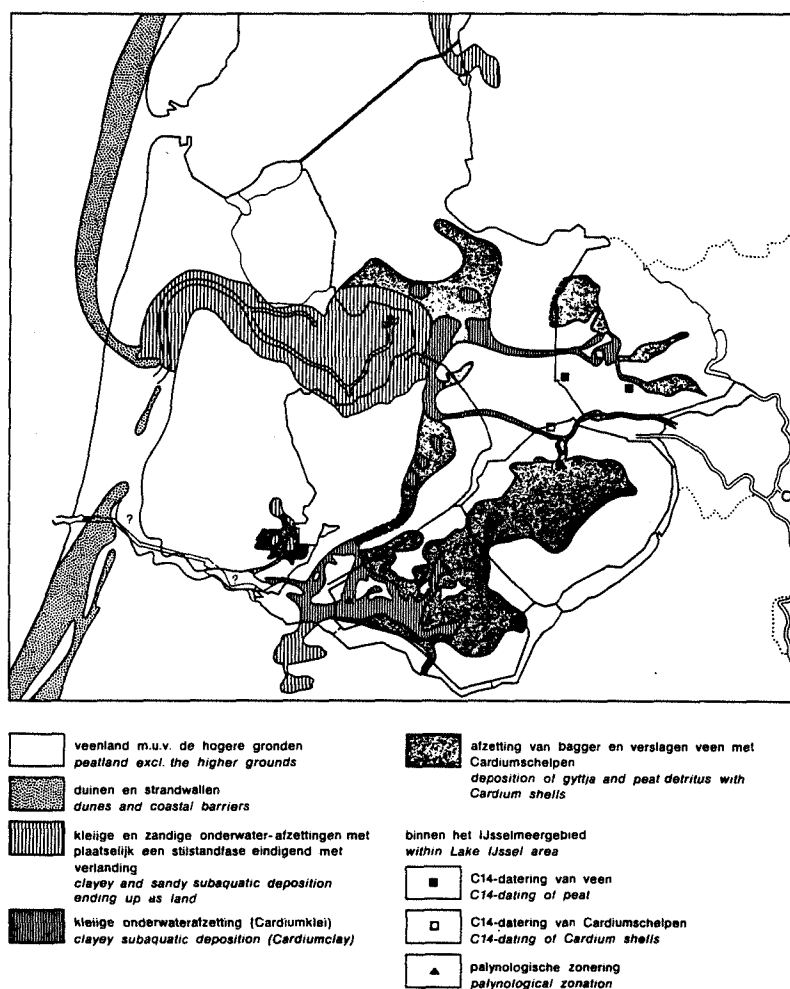 ?
?
veenland m.u.v. de hogere gronden
peatland excl. the higher grounds
duinen en strandwallen
dunes and coastal barriers
kleiige en zandige onderwater-afzettingen met
plaatselijk een stilstandfase eindigend met
verlanding
clayey and sandy subaquatic deposition
ending up as land
kleiige onderwaterafzetting (Cardiumklei)
clayey subaquatic deposition (Cardiumclay)
afzetting van bagger en verslagen veen met
Cardiumschelpen
deposition of gyttja and peat detritus with
Cardium shells
binnen het IJsselmeergebied
within Lake IJssel area
C14-datering van veen
C14-dating of peat
C14-datering van Cardiumschelpen
C14-dating of Cardium shells
palynologische zonering
palynological zonation